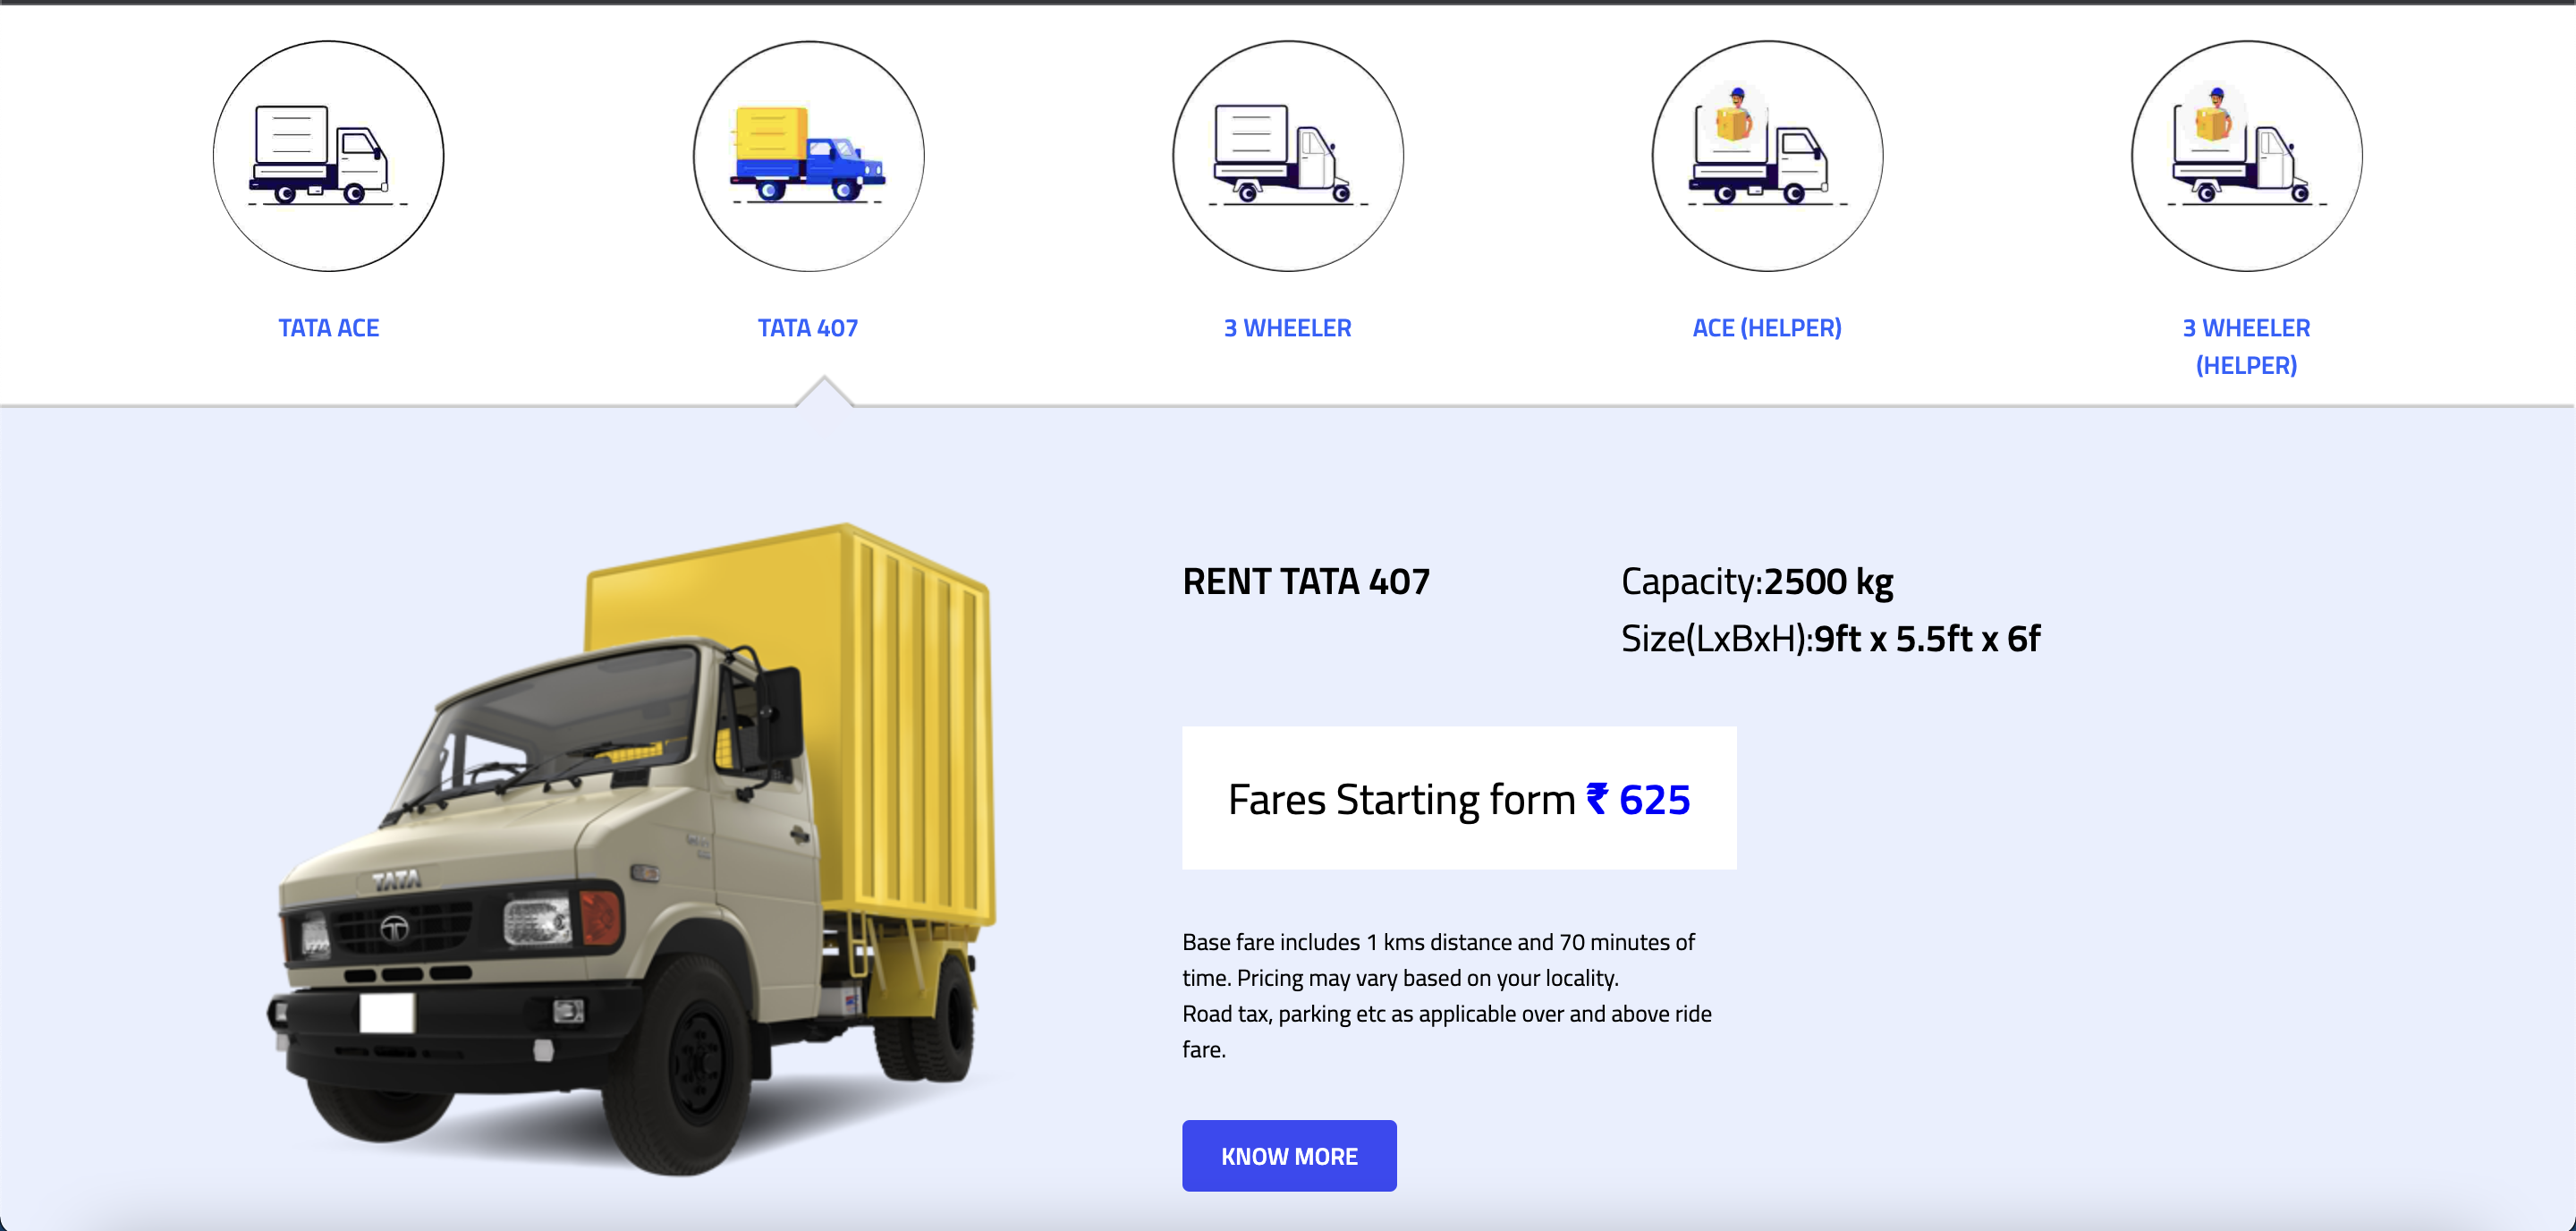 TATA ACE
TATA 407
3 WHEELER
ACE (HELPER)
3 WHEELER
(HELPER)
RENT TATA 407
Capacity:2500 kg
Size(LxBxH):9ft x 5.5ft x 6f
Fares Starting form ₹ 625
Base fare includes 1 kms distance and 70 minutes of
time. Pricing may vary based on your locality.
Road tax, parking etc as applicable over and above ride
fare.
KNOW MORE
TATA